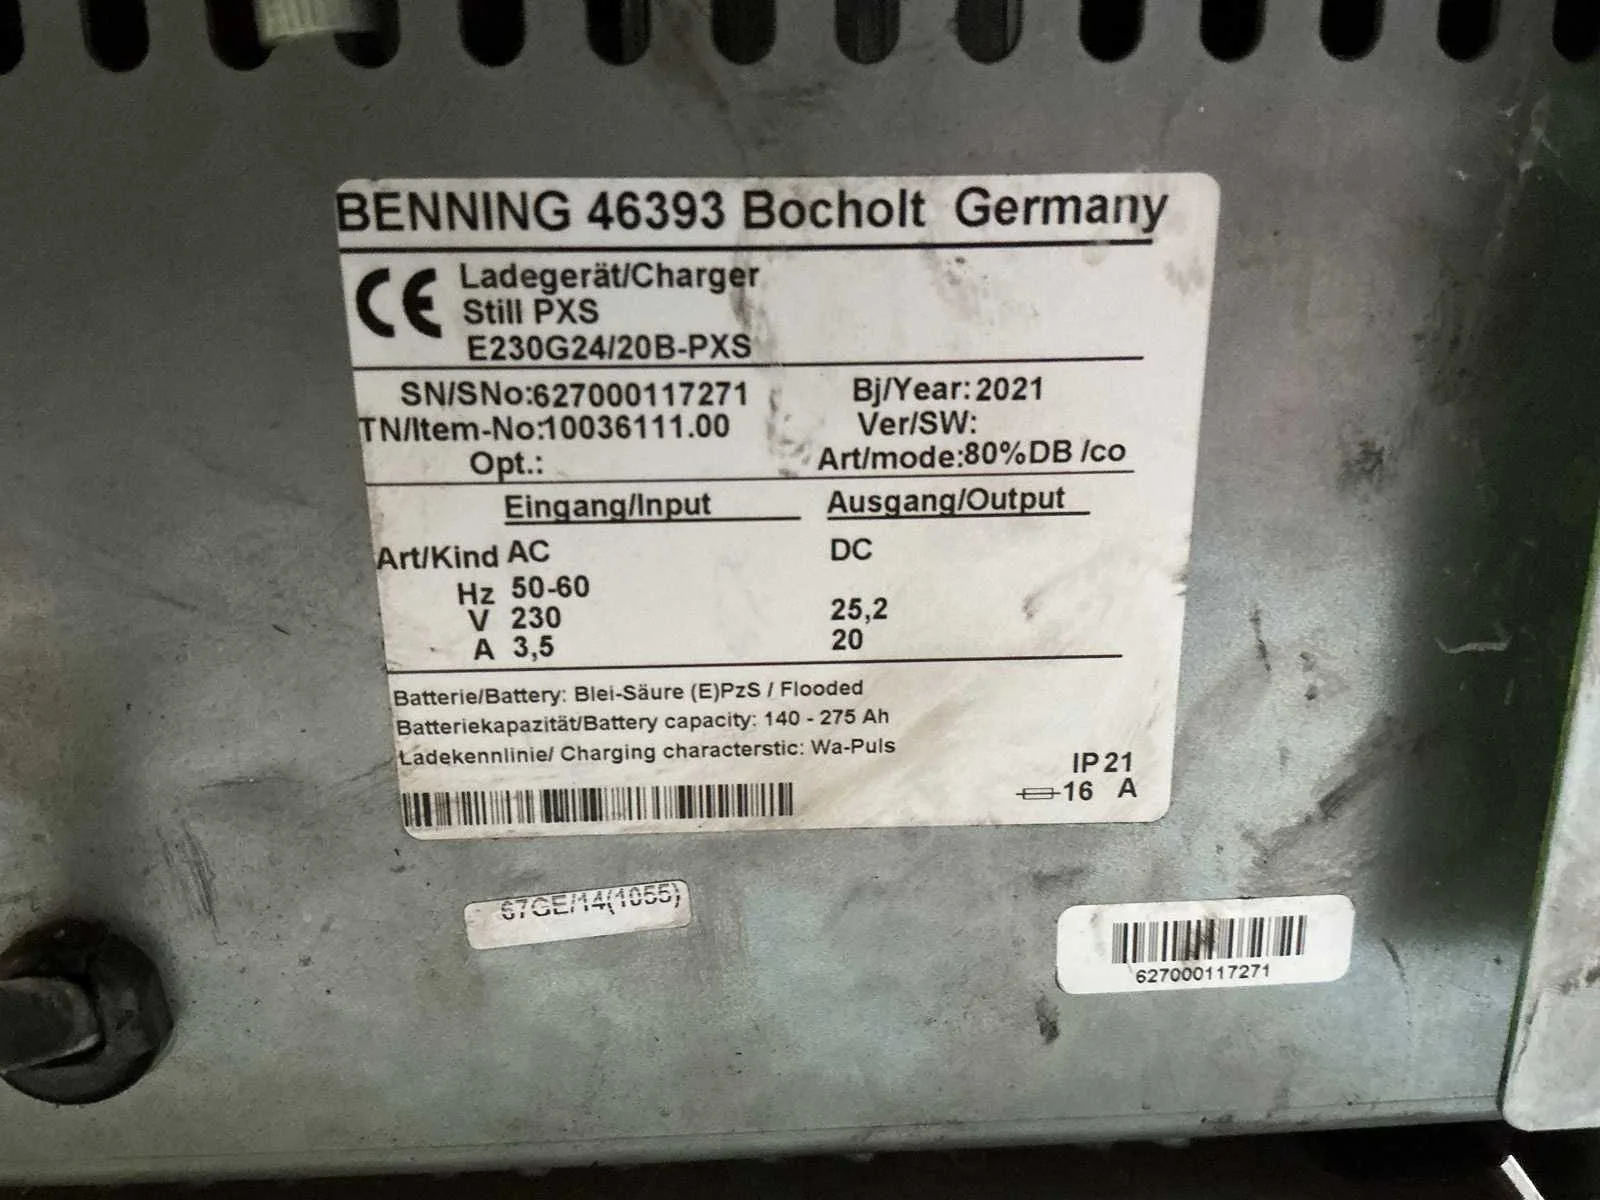 BENNING 46393 Bocholt Germany
CE Ladegerät/Charger
Still PXS
E230G24/20B-PXS
SN/SNo:627000117271 Bj/Year: 2021
TN/Item-No:10036111.00 Ver/SW:
Opt.: Art/mode:80%DB /co
Eingang/Input Ausgang/Output
Art/Kind AC DC
Hz 50-60
V 230 25,2
A 3,5 20
Batterie/Battery: Blei-Säure (E)PzS / Flooded
Batteriekapazität/Battery capacity: 140 - 275 Ah
Ladekennlinie/ Charging characterstic: Wa-Puls
IP 21
16 A
67GE/14(1055)
627000117271